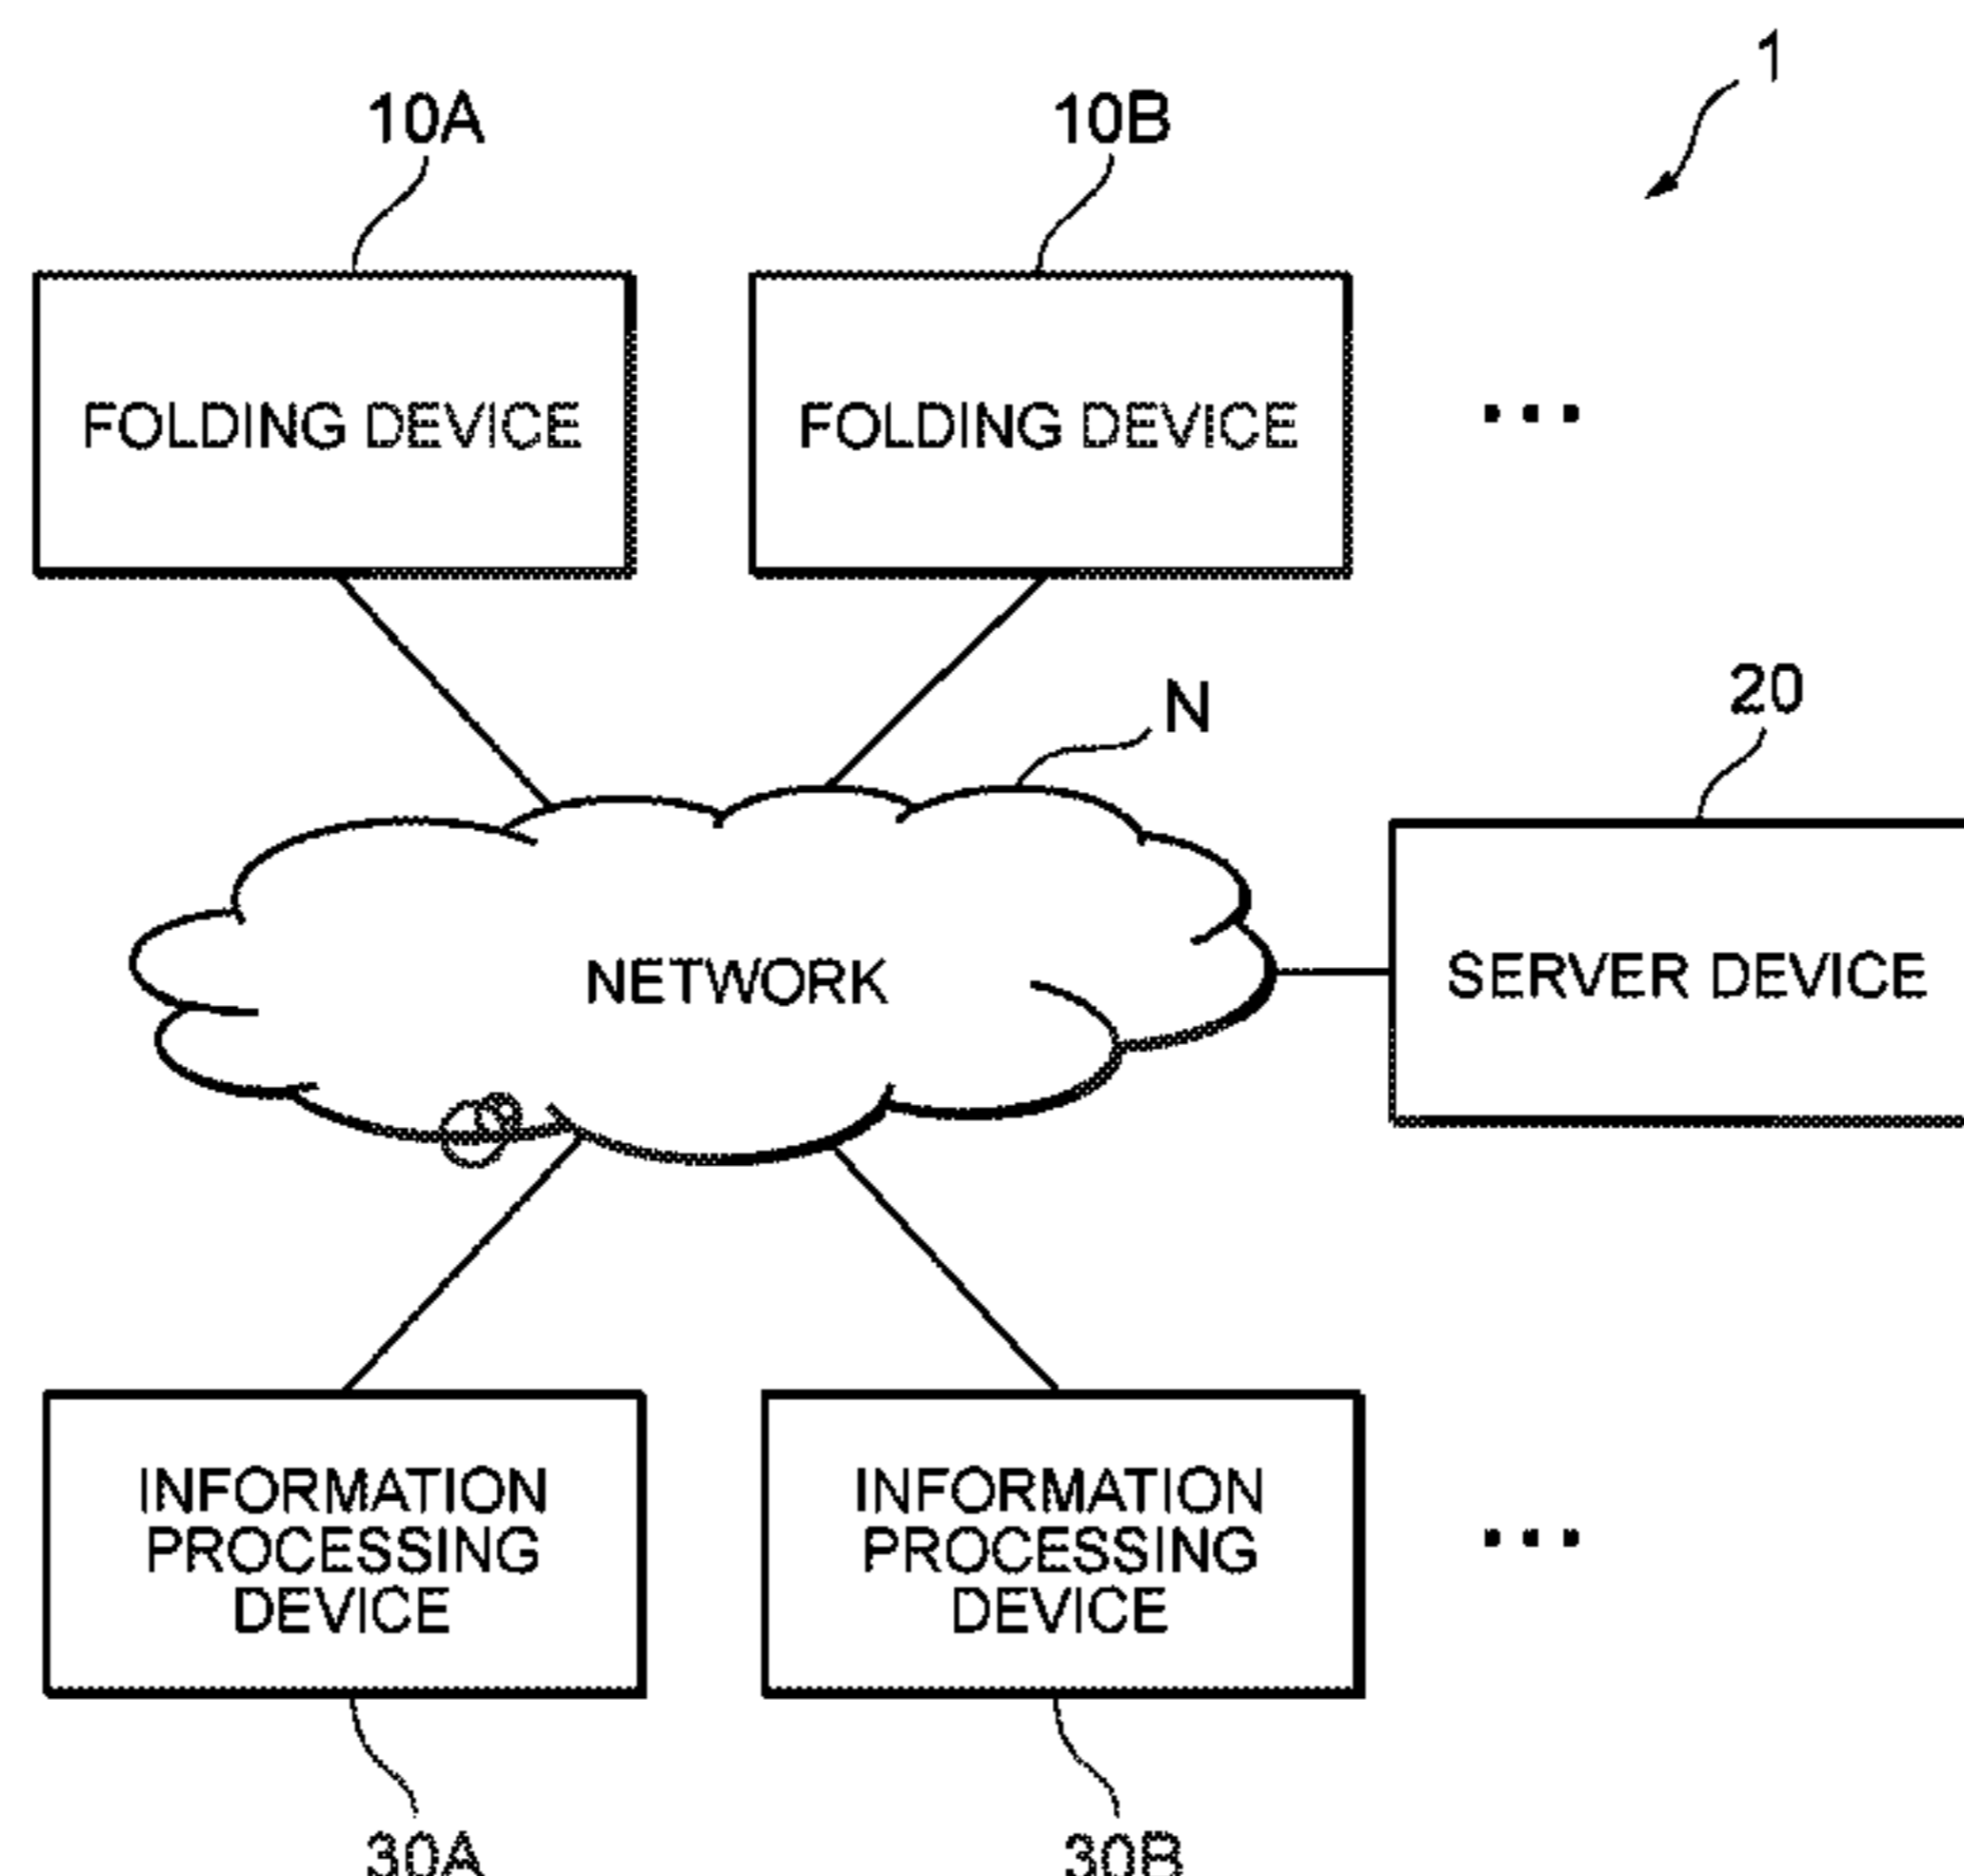 1
10A
10B
FOLDING DEVICE
FOLDING DEVICE
...
N
20
NETWORK
SERVER DEVICE
INFORMATION
PROCESSING
DEVICE
INFORMATION
PROCESSING
DEVICE
...
30A
30B